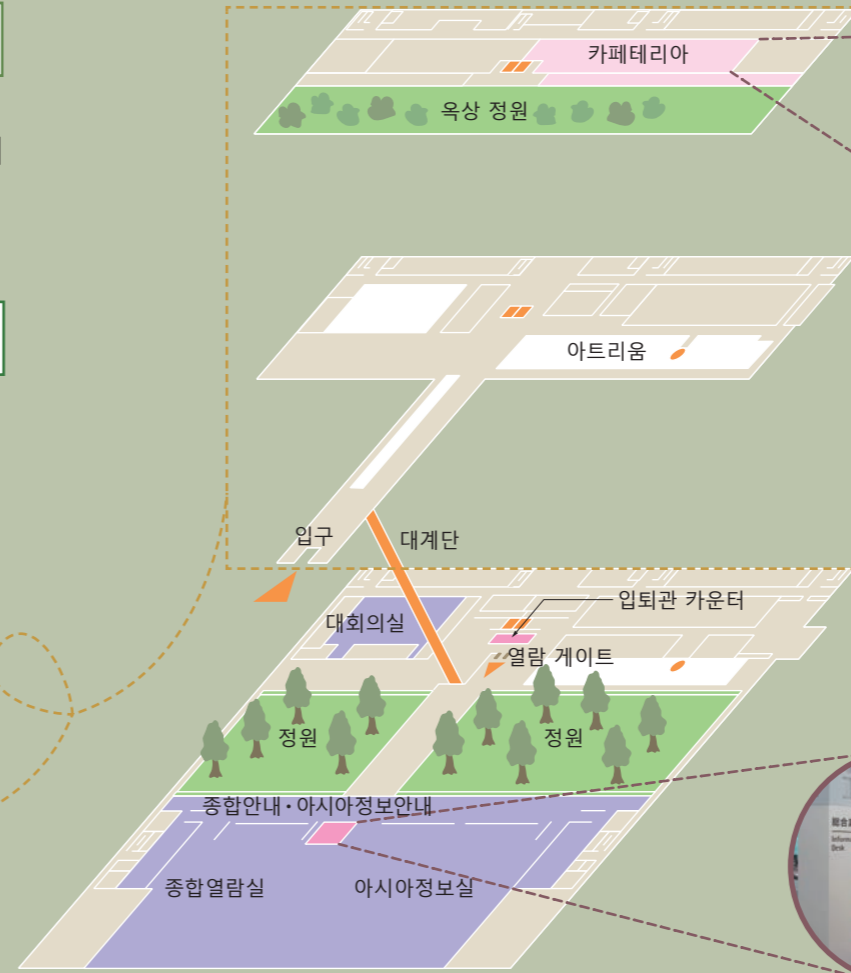 카페테리아
옥상 정원
아트리움
입구
대계단
입퇴관 카운터
대회의실
열람 게이트
정원
정원
종합안내·아시아정보안내
Information
Desk
종합열람실
아시아정보실